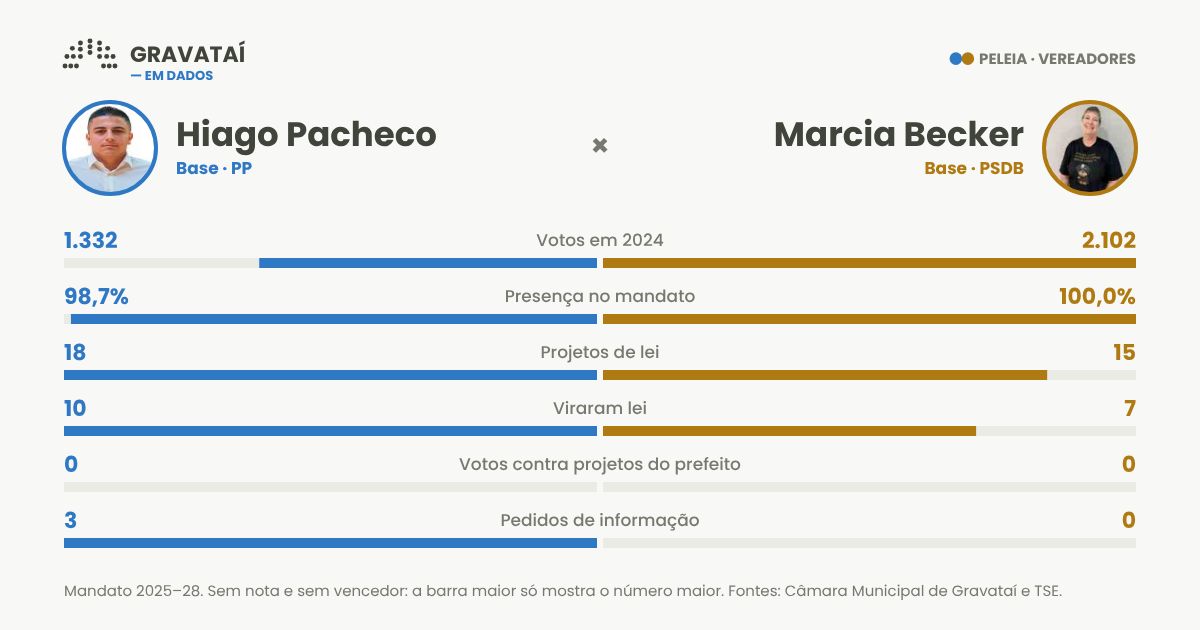 GRAVATAÍ
— EM DADOS
PELEIA · VEREADORES
Hiago Pacheco
Base · PP
×
Marcia Becker
Base · PSDB
1.332 Votos em 2024 2.102
98,7% Presença no mandato 100,0%
18 Projetos de lei 15
10 Viraram lei 7
0 Votos contra projetos do prefeito 0
3 Pedidos de informação 0
Mandato 2025–28. Sem nota e sem vencedor: a barra maior só mostra o número maior. Fontes: Câmara Municipal de Gravataí e TSE.